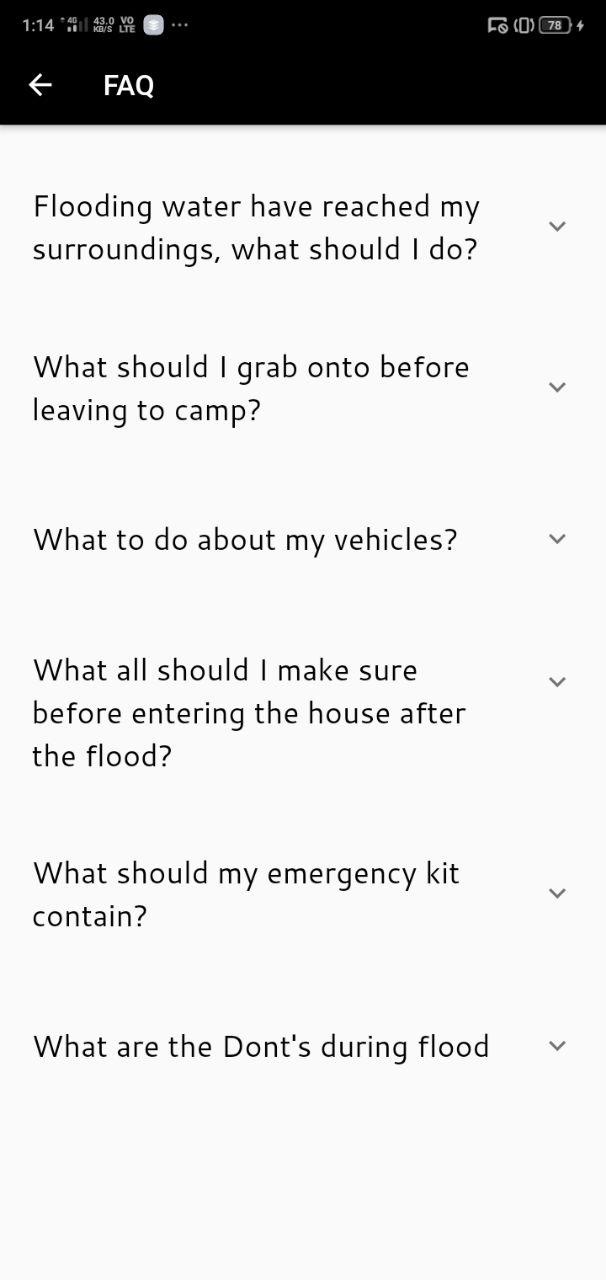 1:14 4G 43.0 KB/S VO LTE ... 78
FAQ
Flooding water have reached my
surroundings, what should I do?
What should I grab onto before
leaving to camp?
What to do about my vehicles?
What all should I make sure
before entering the house after
the flood?
What should my emergency kit
contain?
What are the Dont's during flood